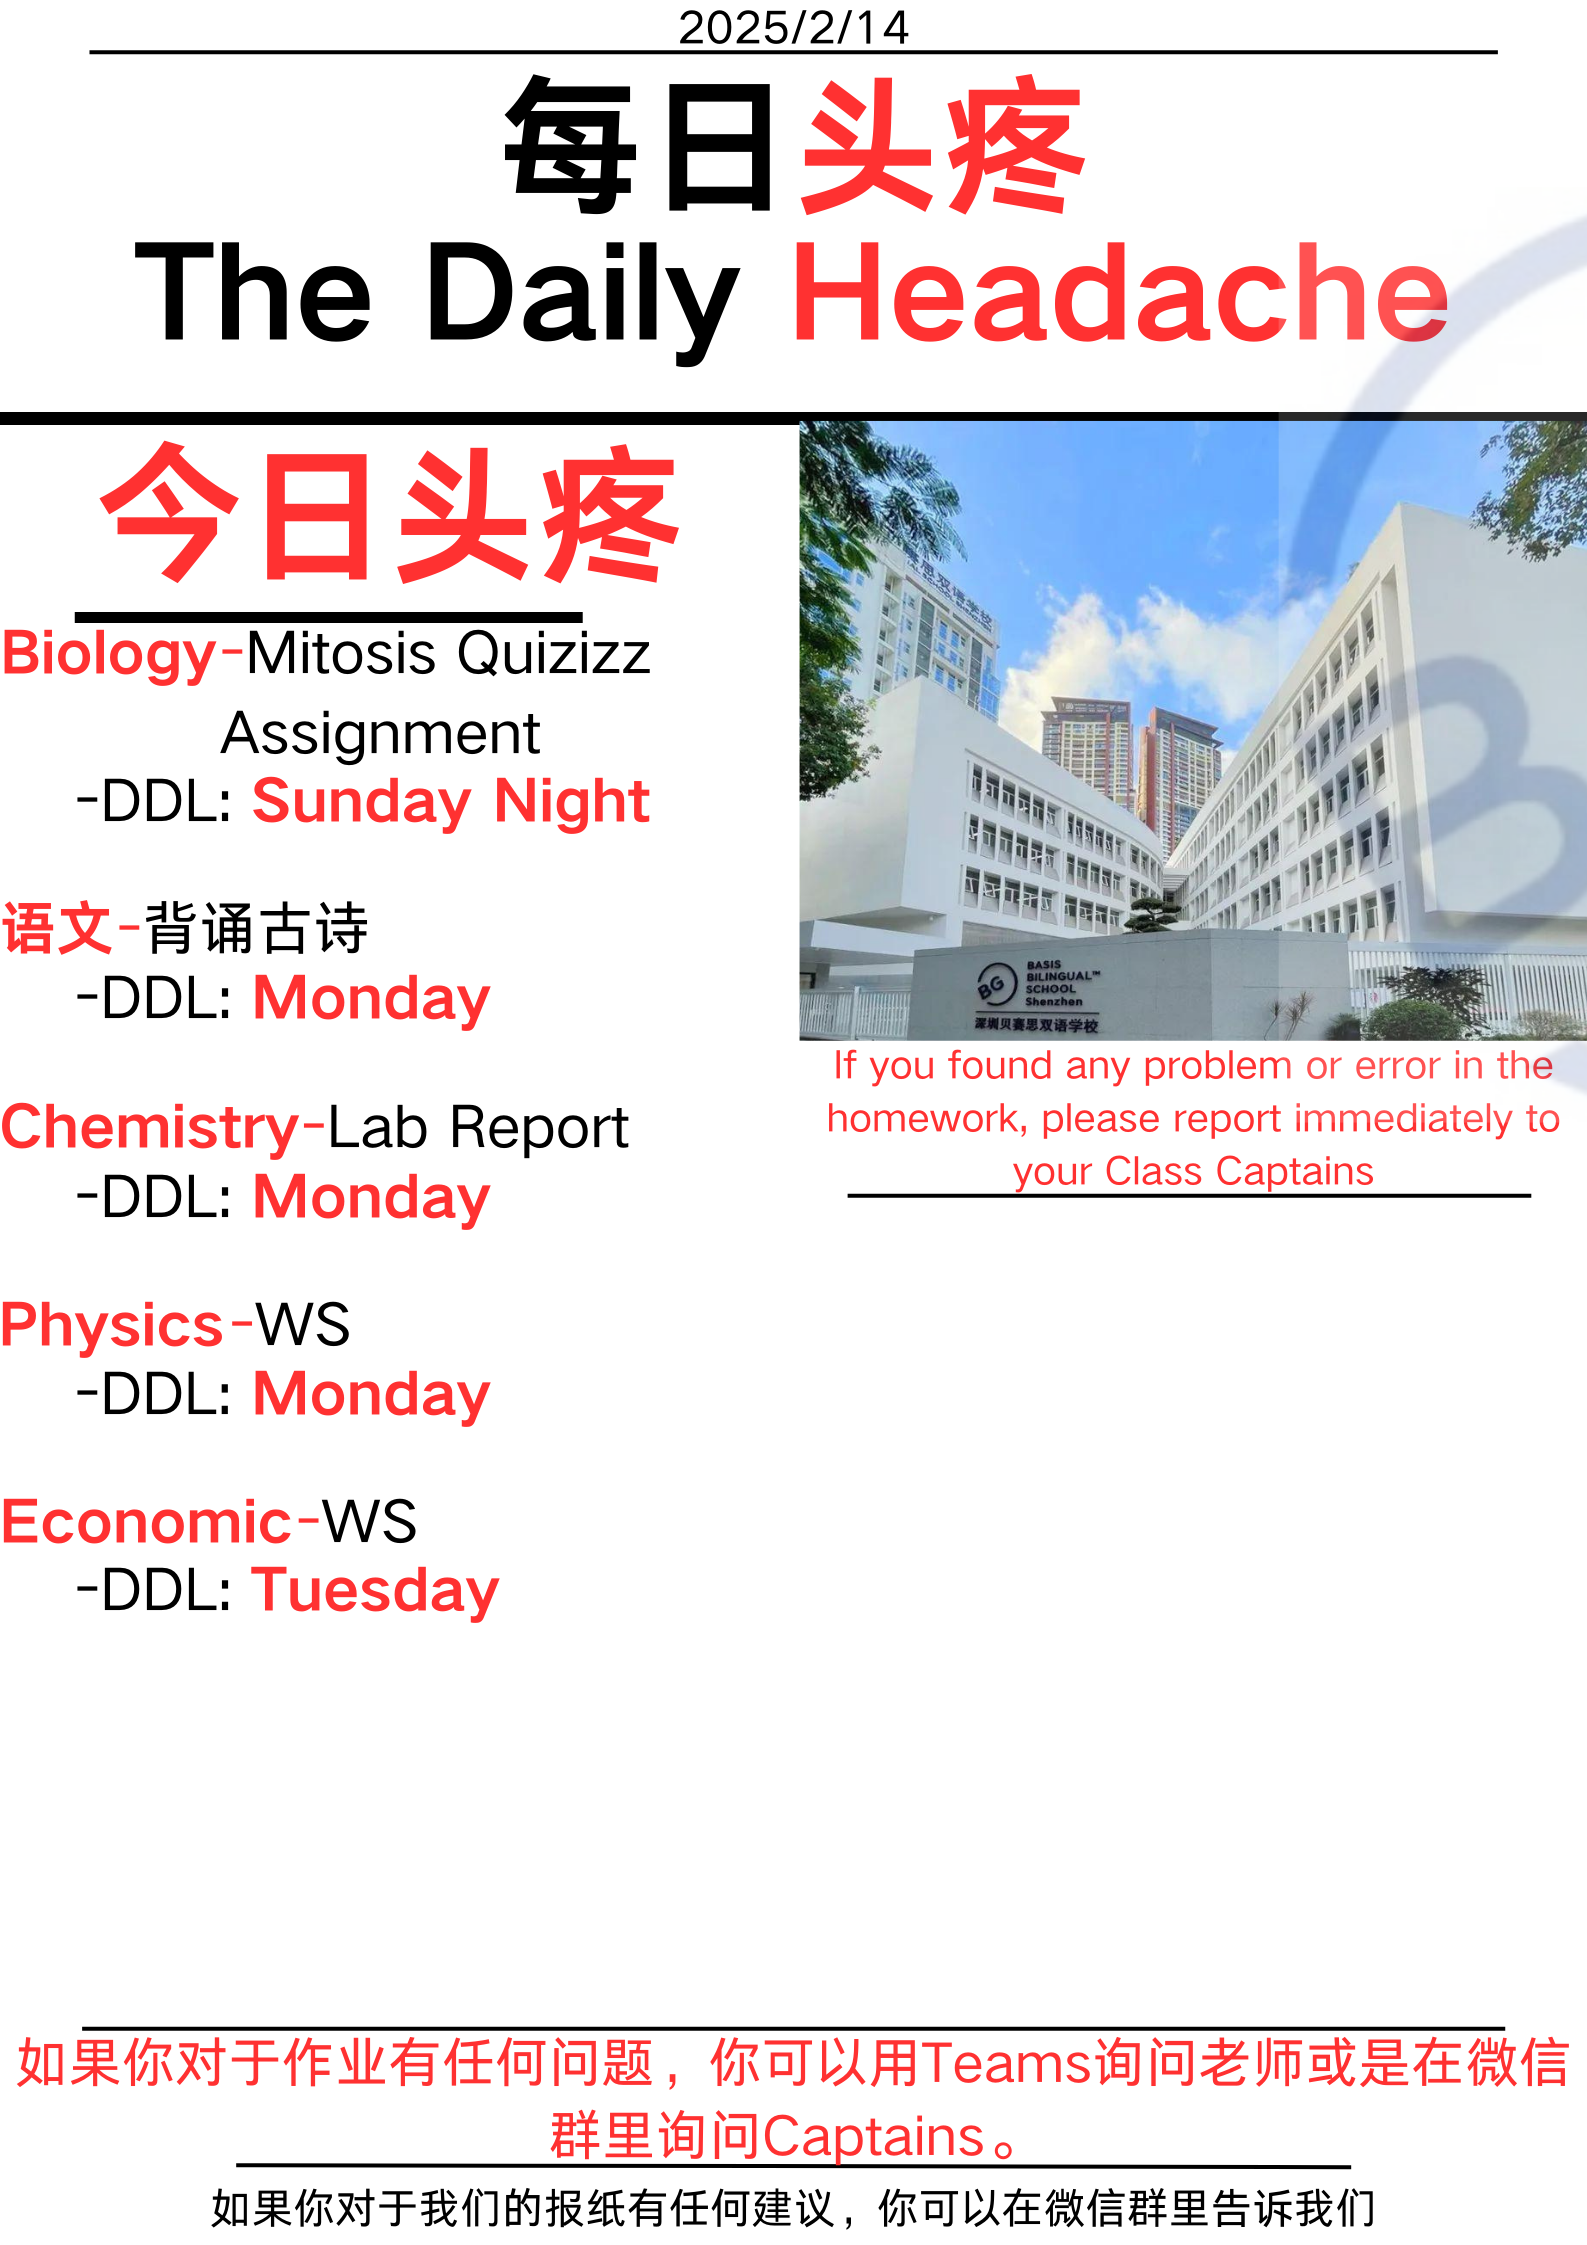 2025/2/14
每日头疼
The Daily Headache
今日头疼
Biology-Mitosis Quizizz
Assignment
-DDL: Sunday Night
语文-背诵古诗
-DDL: Monday
Chemistry-Lab Report
-DDL: Monday
Physics-WS
-DDL: Monday
Economic-WS
-DDL: Tuesday
思双语学校
BG
BASIS
BILINGUAL™
SCHOOL
Shenzhen
深圳贝赛思双语学校
If you found any problem or error in the
homework, please report immediately to
your Class Captains
如果你对于作业有任何问题，你可以用Teams询问老师或是在微信
群里询问Captains。
如果你对于我们的报纸有任何建议，你可以在微信群里告诉我们